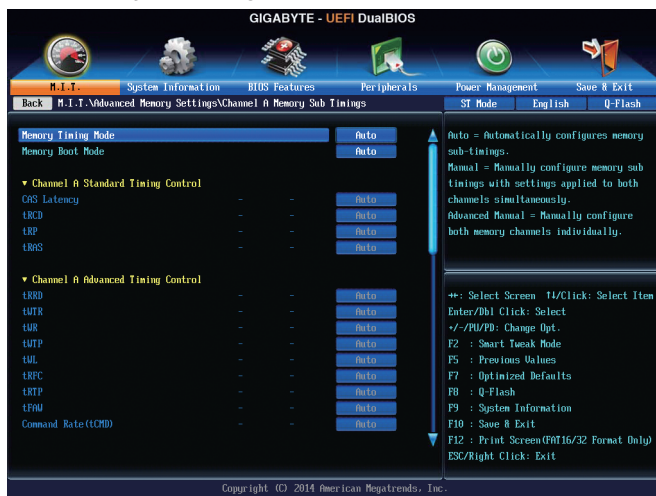 GIGABYTE - UEFI DualBIOS
M.I.T.
System Information
BIOS Features
Peripherals
Power Management
Save & Exit
Back M.I.T.\Advanced Memory Settings\Channel A Memory Sub Timings
ST Mode
English
Q-Flash
Memory Timing Mode Auto
Memory Boot Mode Auto
▼ Channel A Standard Timing Control
CAS Latency - - Auto
tRCD - - Auto
tRP - - Auto
tRAS - - Auto
▼ Channel A Advanced Timing Control
tRRD - - Auto
tWTR - - Auto
tWR - - Auto
tWTP - - Auto
tWL - - Auto
tRFC - - Auto
tRTP - - Auto
tFAW - - Auto
Command Rate(tCMD) - - Auto
Auto = Automatically configures memory
sub-timings.
Manual = Manually configure memory sub
timings with settings applied to both
channels simultaneously.
Advanced Manual = Manually configure
both memory channels individually.
→←: Select Screen ↑↓/Click: Select Item
Enter/Dbl Click: Select
+/-/PU/PD: Change Opt.
F2 : Smart Tweak Mode
F5 : Previous Values
F7 : Optimized Defaults
F8 : Q-Flash
F9 : System Information
F10 : Save & Exit
F12 : Print Screen(FAT16/32 Format Only)
ESC/Right Click: Exit
Copyright (C) 2014 American Megatrends, Inc.